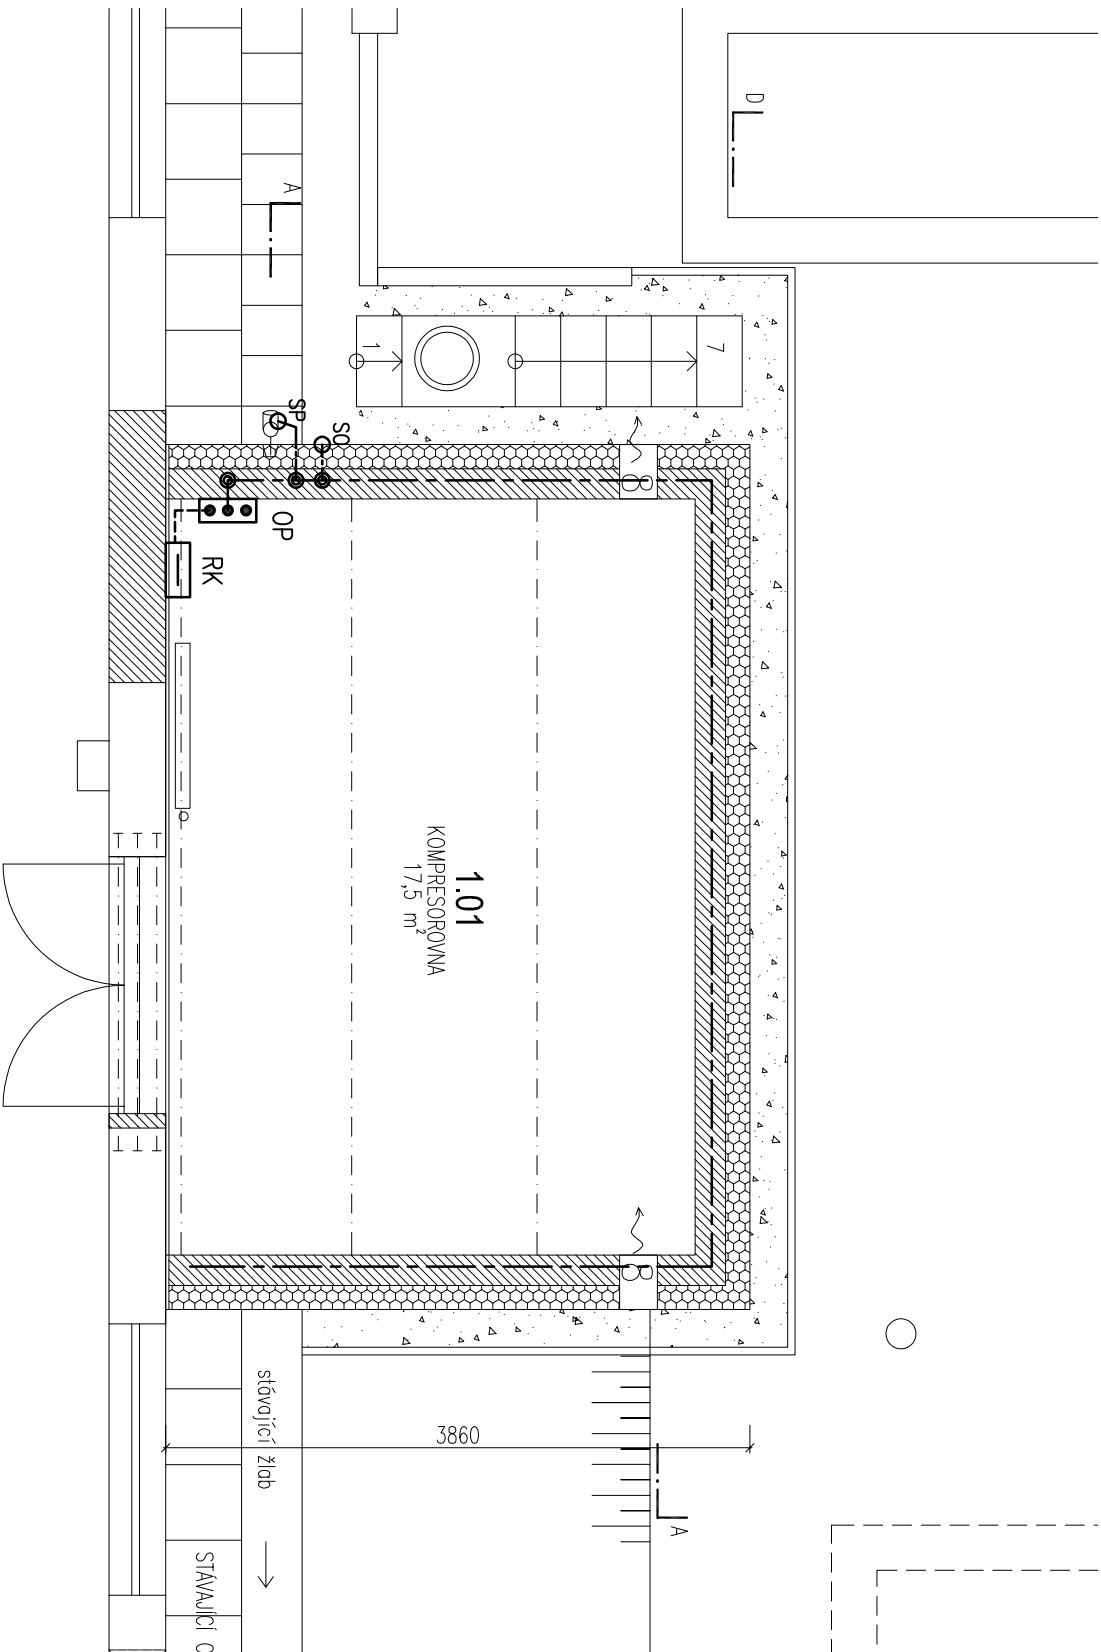 D
A
1
7
SP
SO
OP
RK
1.01
KOMPRESOROVNA
17,5 m²
3860
stávající žlab
A
STÁVAJÍCÍ